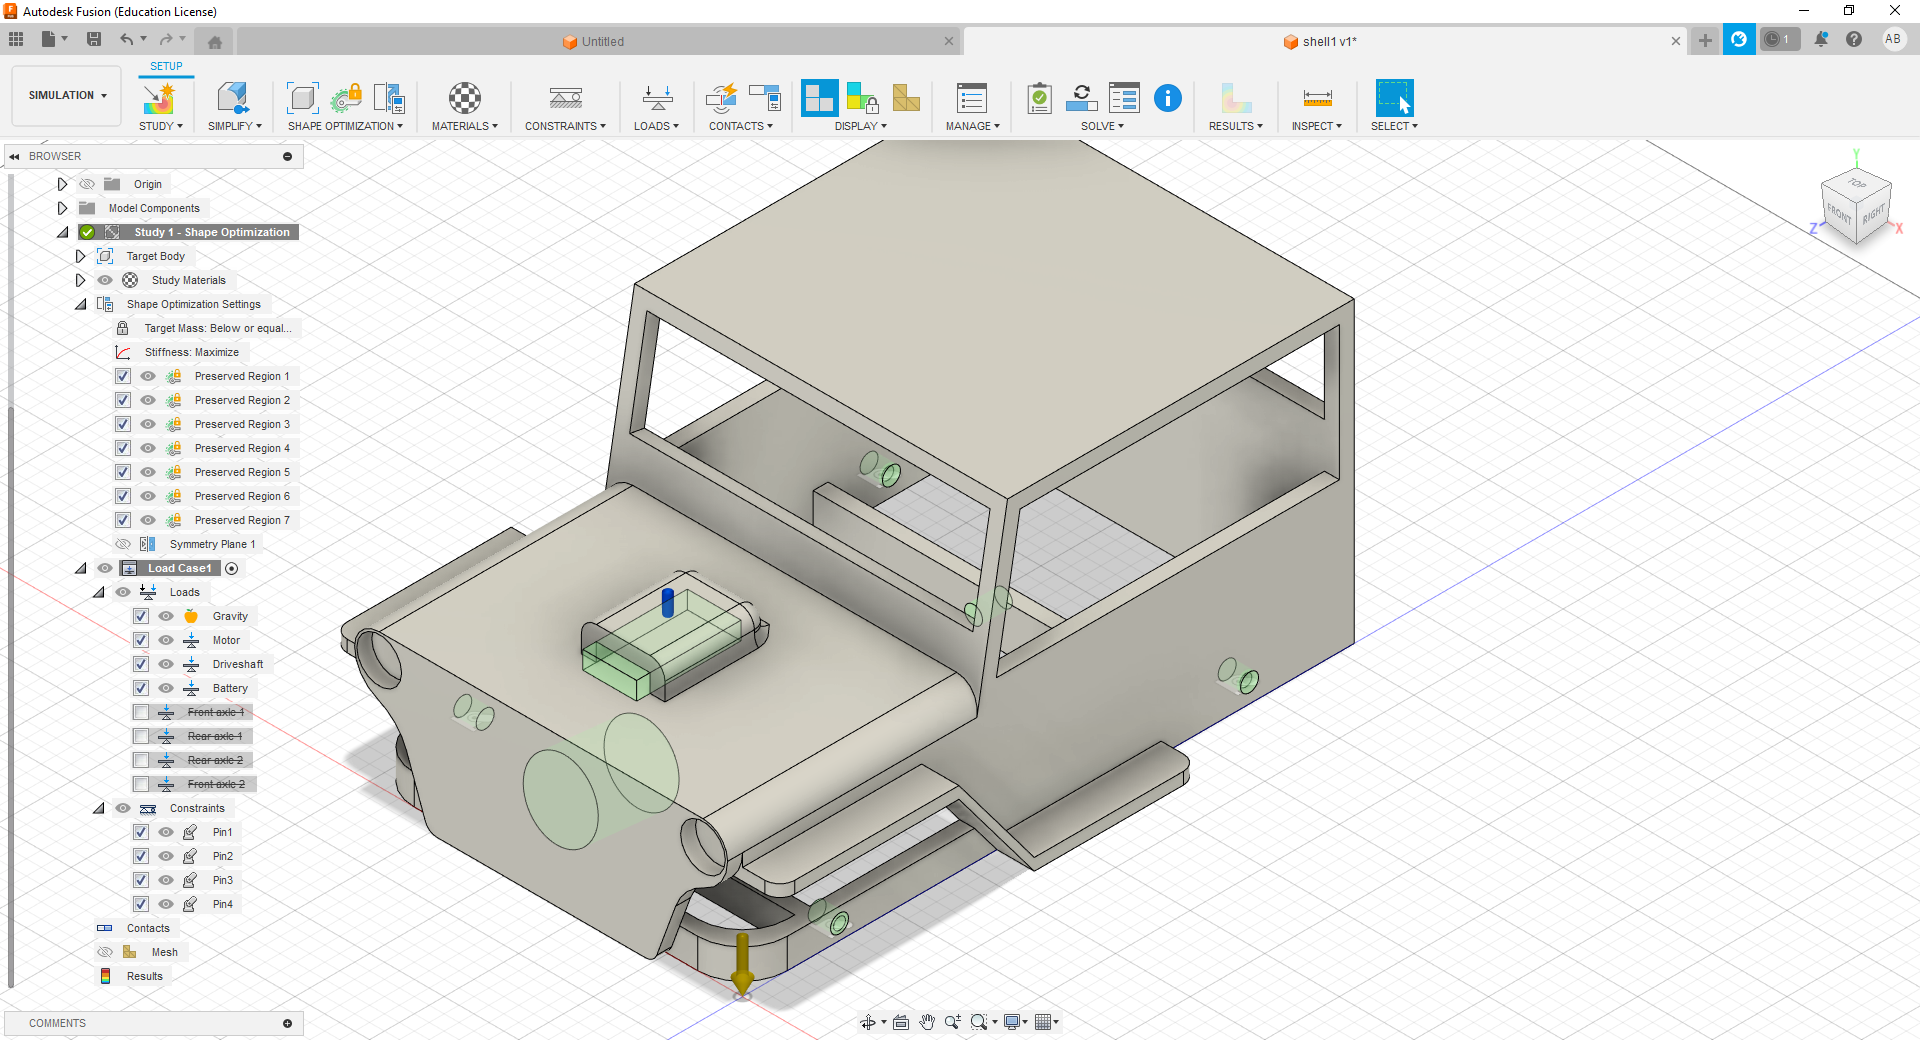 Autodesk Fusion (Education License)
Untitled
shell1 v1*
1
AB
SETUP
SIMULATION
STUDY
SIMPLIFY
SHAPE OPTIMIZATION
MATERIALS
CONSTRAINTS
LOADS
CONTACTS
DISPLAY
MANAGE
SOLVE
RESULTS
INSPECT
SELECT
BROWSER
Origin
Model Components
Study 1 - Shape Optimization
Target Body
Study Materials
Shape Optimization Settings
Target Mass: Below or equal...
Stiffness: Maximize
Preserved Region 1
Preserved Region 2
Preserved Region 3
Preserved Region 4
Preserved Region 5
Preserved Region 6
Preserved Region 7
Symmetry Plane 1
Load Case1
Loads
Gravity
Motor
Driveshaft
Battery
Front axle 1
Rear axle 1
Rear axle 2
Front axle 2
Constraints
Pin1
Pin2
Pin3
Pin4
Contacts
Mesh
Results
COMMENTS
Y
TOP
FRONT
RIGHT
Z
X